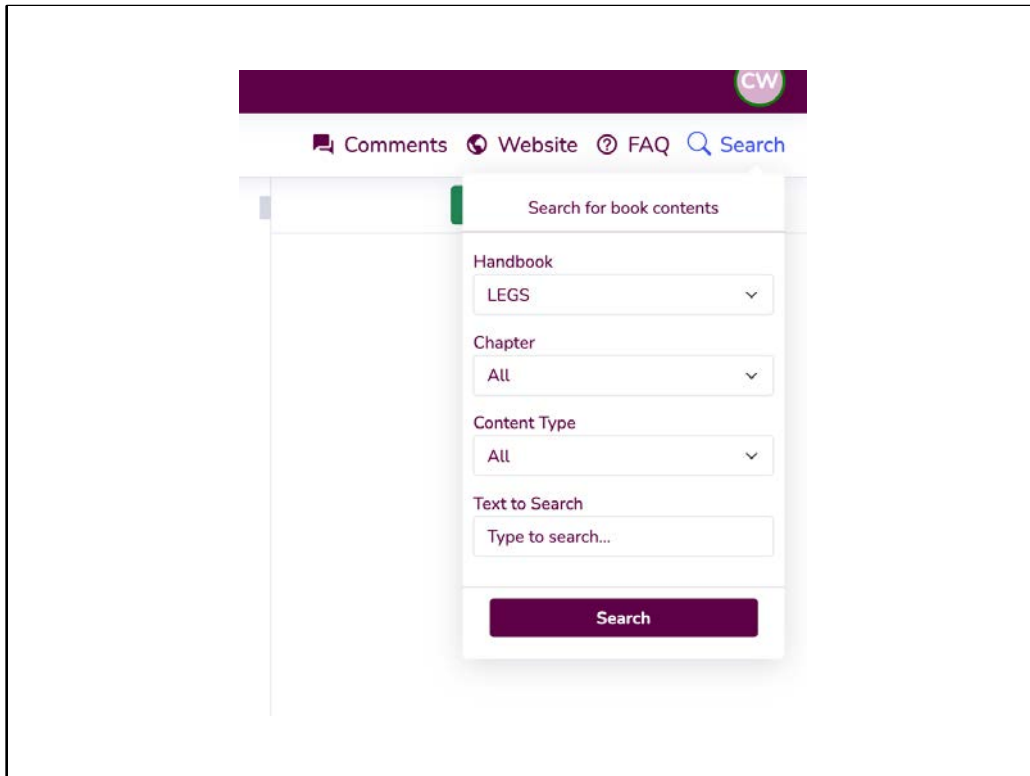 CW
Comments Website FAQ Search
Search for book contents
Handbook
LEGS
Chapter
All
Content Type
All
Text to Search
Type to search...
Search